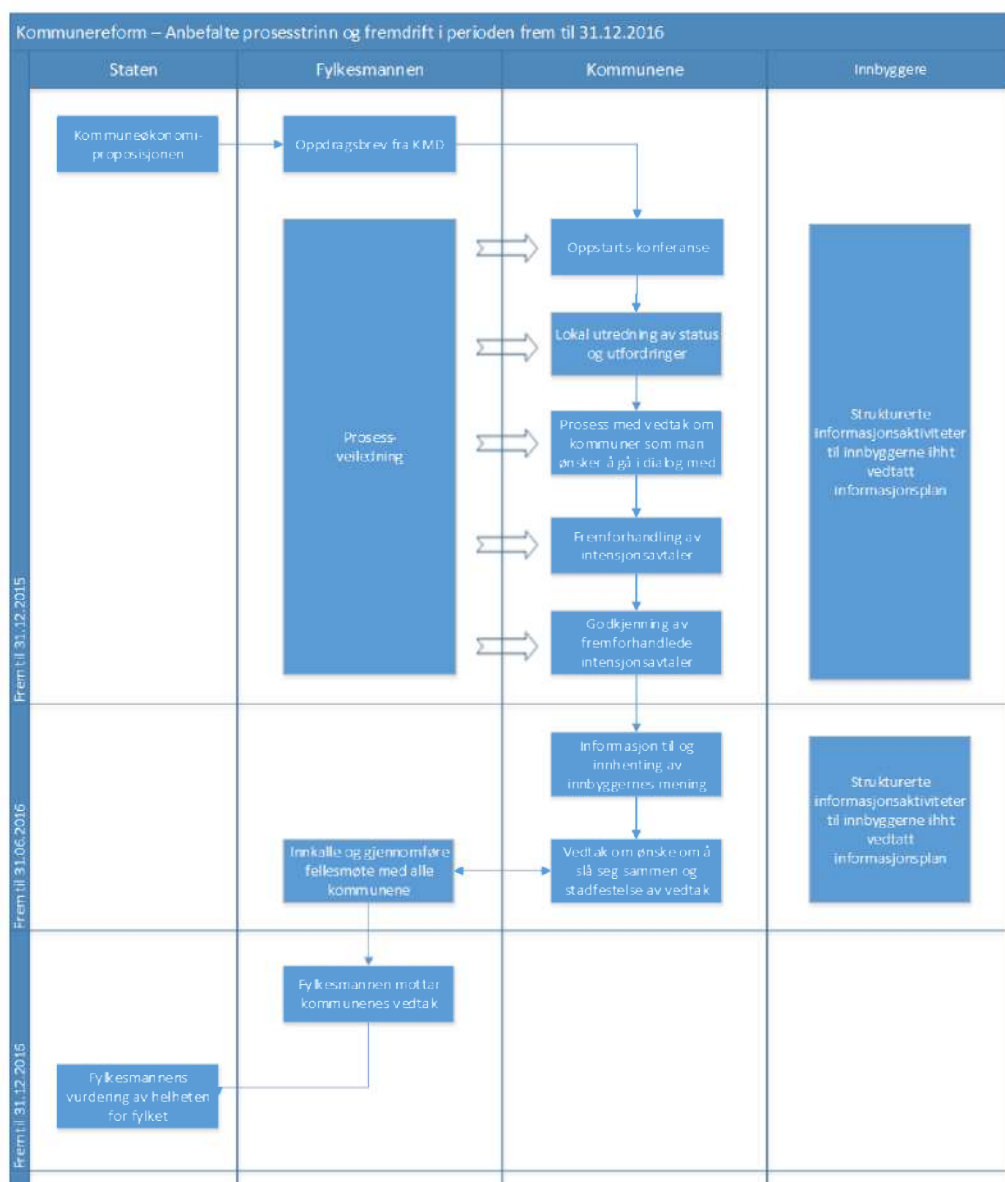 Kommunereform – Anbefalte prosesstrinn og fremdrift i perioden frem til 31.12.2016
Staten
Fylkesmannen
Kommunene
Innbyggere
Kommuneøkonomi-
proposisjonen
Oppdragsbrev fra KMD
Oppstarts-konferanse
Lokal utredning av status
og utfordringer
Prosess-
veiledning
Prosess med vedtak om
kommuner som man
ønsker å gå i dialog med
Strukturerte
informasjonsaktiviteter
til innbyggerne ihht
vedtatt
informasjonsplan
Fremforhandling av
intensjonsavtaler
Godkjenning av
fremforhandlede
intensjonsavtaler
Frem til 31.12.2015
Informasjon til og
innhenting av
innbyggernes mening
Strukturerte
informasjonsaktiviteter
til innbyggerne ihht
vedtatt
informasjonsplan
Innkalle og gjennomføre
fellesmøte med alle
kommunene
Vedtak om ønske om å
slå seg sammen og
stadfestelse av vedtak
Frem til 31.06.2016
Fylkesmannen mottar
kommunenes vedtak
Fylkesmannens
vurdering av helheten
for fylket
Frem til 31.12.2016